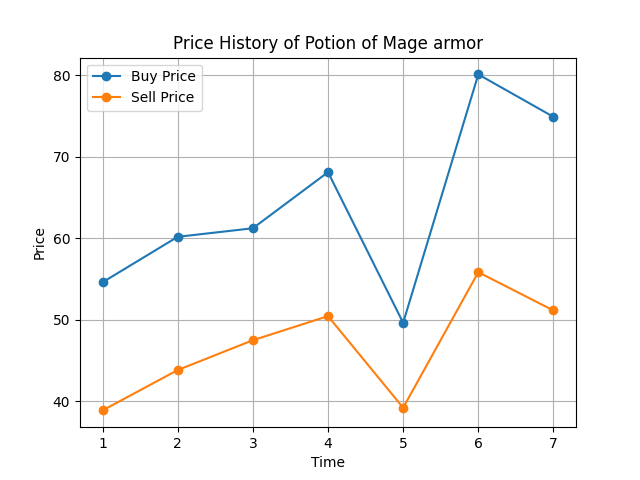 Price History of Potion of Mage armor
Buy Price
Sell Price
80
70
60
50
40
Price
1 2 3 4 5 6 7
Time